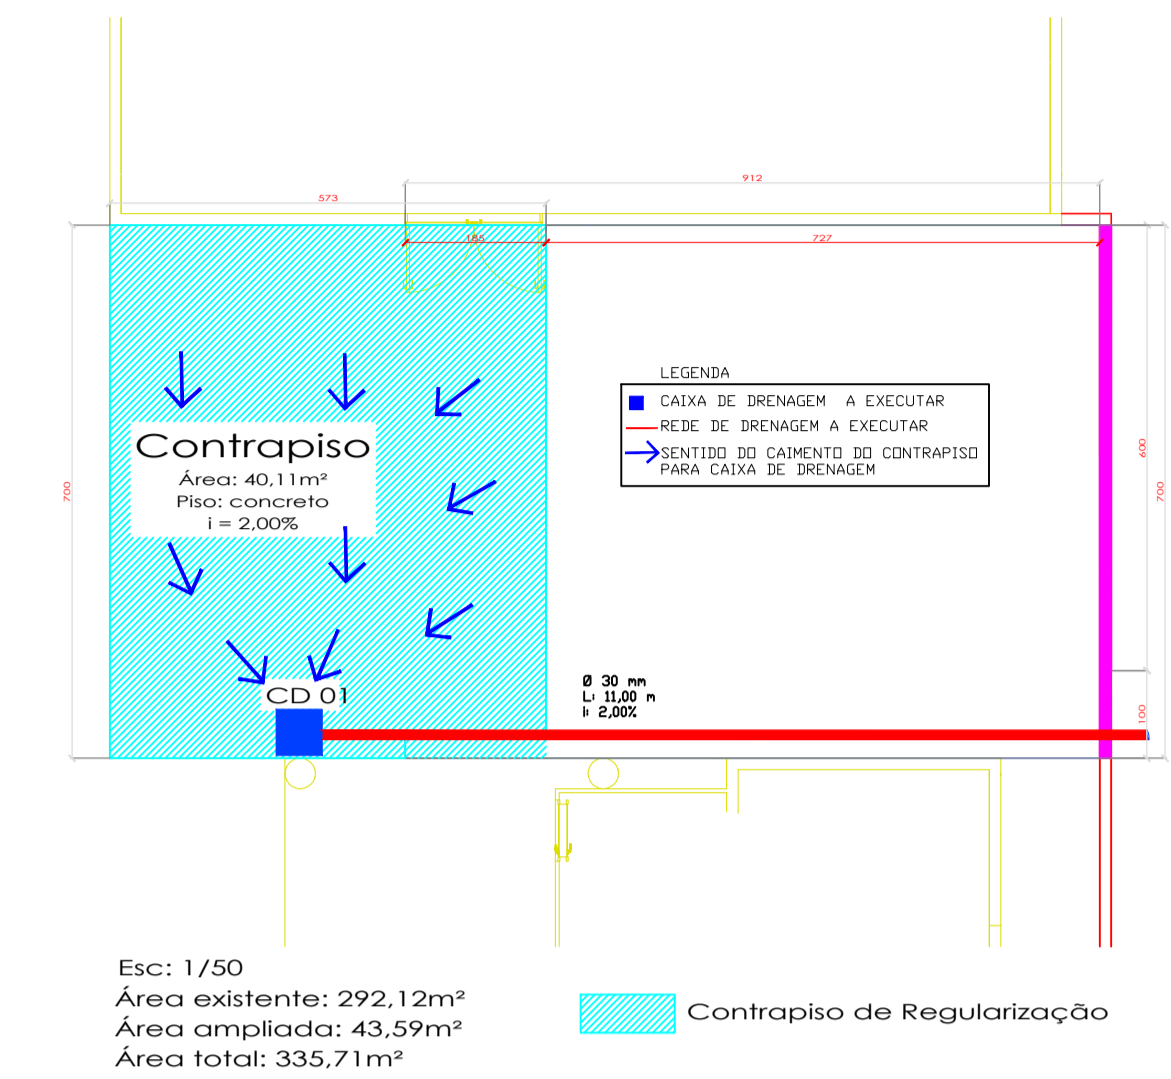 912
573
185
727
LEGENDA
CAIXA DE DRENAGEM A EXECUTAR
REDE DE DRENAGEM A EXECUTAR
SENTIDO DO CAIMENTO DO CONTRAPISO
PARA CAIXA DE DRENAGEM
Contrapiso
Área: 40,11m²
Piso: concreto
i = 2,00%
700
600
700
CD 01
Ø 30 mm
L: 11,00 m
I: 2,00%
100
Esc: 1/50
Área existente: 292,12m²
Área ampliada: 43,59m²
Área total: 335,71m²
Contrapiso de Regularização